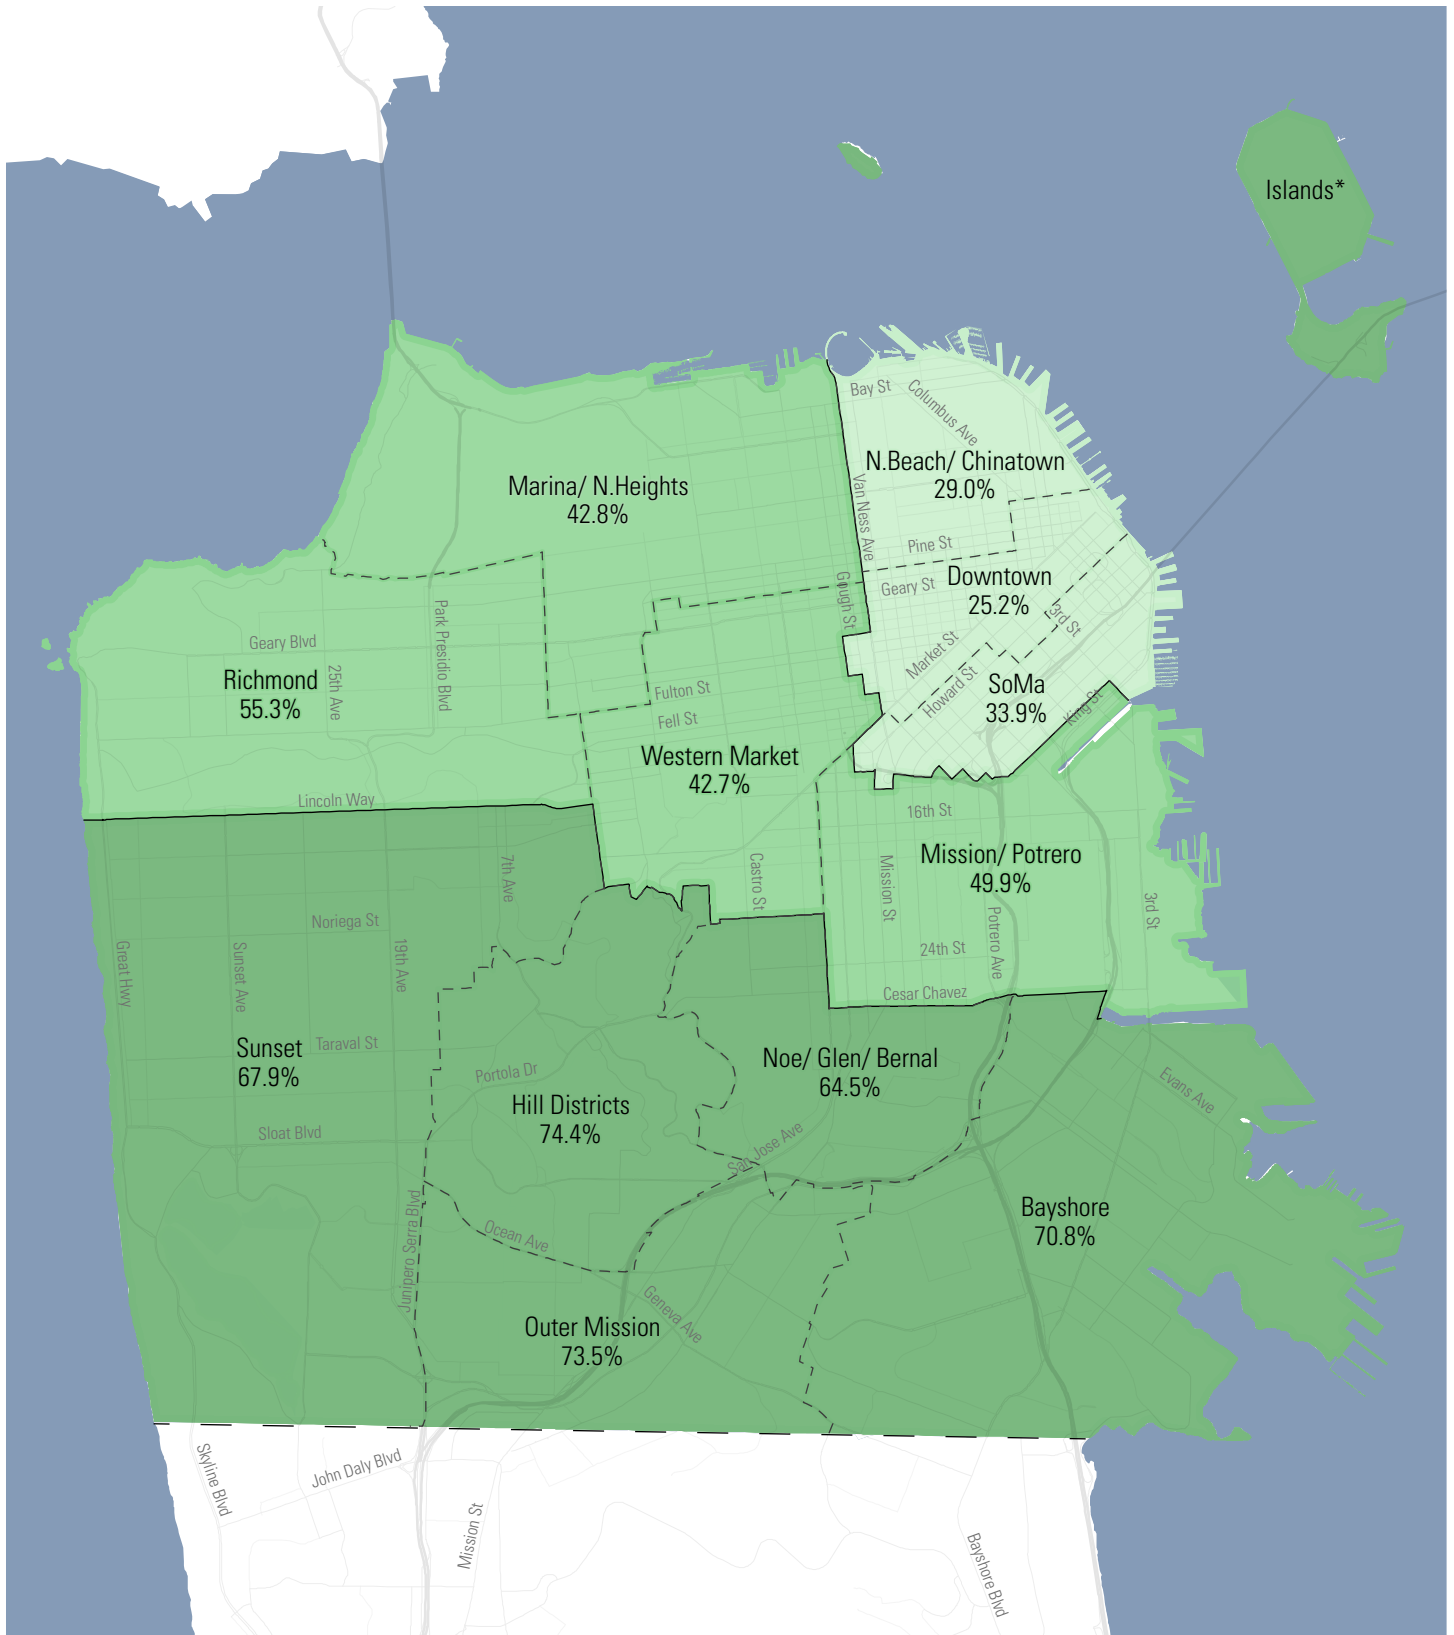 Islands*
Bay St
Columbus Ave
N.Beach/ Chinatown
29.0%
Marina/ N.Heights
42.8%
Van Ness Ave
Pine St
Downtown
25.2%
Geary St
Gough St
3rd St
Park Presidio Blvd
Geary Blvd
25th Ave
Richmond
55.3%
Market St
Howard St
SoMa
33.9%
King St
Fulton St
Fell St
Western Market
42.7%
Lincoln Way
16th St
Mission/ Potrero
49.9%
7th Ave
Castro St
Mission St
Potrero Ave
3rd St
Noriega St
19th Ave
Sunset Ave
Great Hwy
24th St
Cesar Chavez
Sunset
67.9%
Taraval St
Portola Dr
Noe/ Glen/ Bernal
64.5%
Evans Ave
Hill Districts
74.4%
Sloat Blvd
San Jose Ave
Junipero Serra Blvd
Ocean Ave
Bayshore
70.8%
Geneva Ave
Outer Mission
73.5%
Skyline Blvd
John Daly Blvd
Mission St
Bayshore Blvd